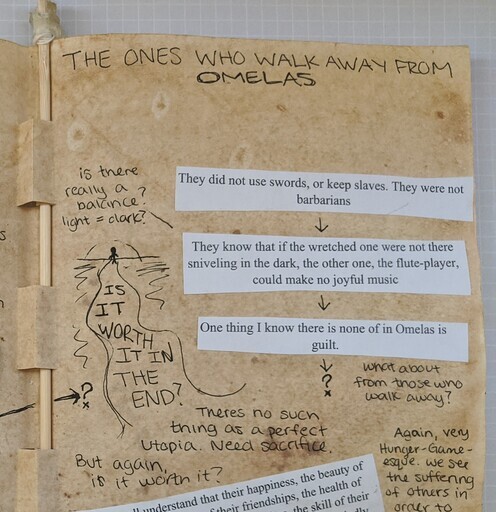 THE ONES WHO WALK AWAY FROM
OMELAS
is there
really a
balance?
light = dark?
They did not use swords, or keep slaves. They were not
barbarians
They know that if the wretched one were not there
sniveling in the dark, the other one, the flute-player,
could make no joyful music
IS
IT
WORTH
IT IN
THE
END?
One thing I know there is none of in Omelas is
guilt.
?
?
what about
from those who
walk away?
Theres no such
thing as a perfect
Utopia. Need sacrifice.
But again,
is it worth it?
Again, very
Hunger-Game-
esque. we see
the suffering
of others in
order to
understand that their happiness, the beauty of
their friendships, the health of
the skill of their